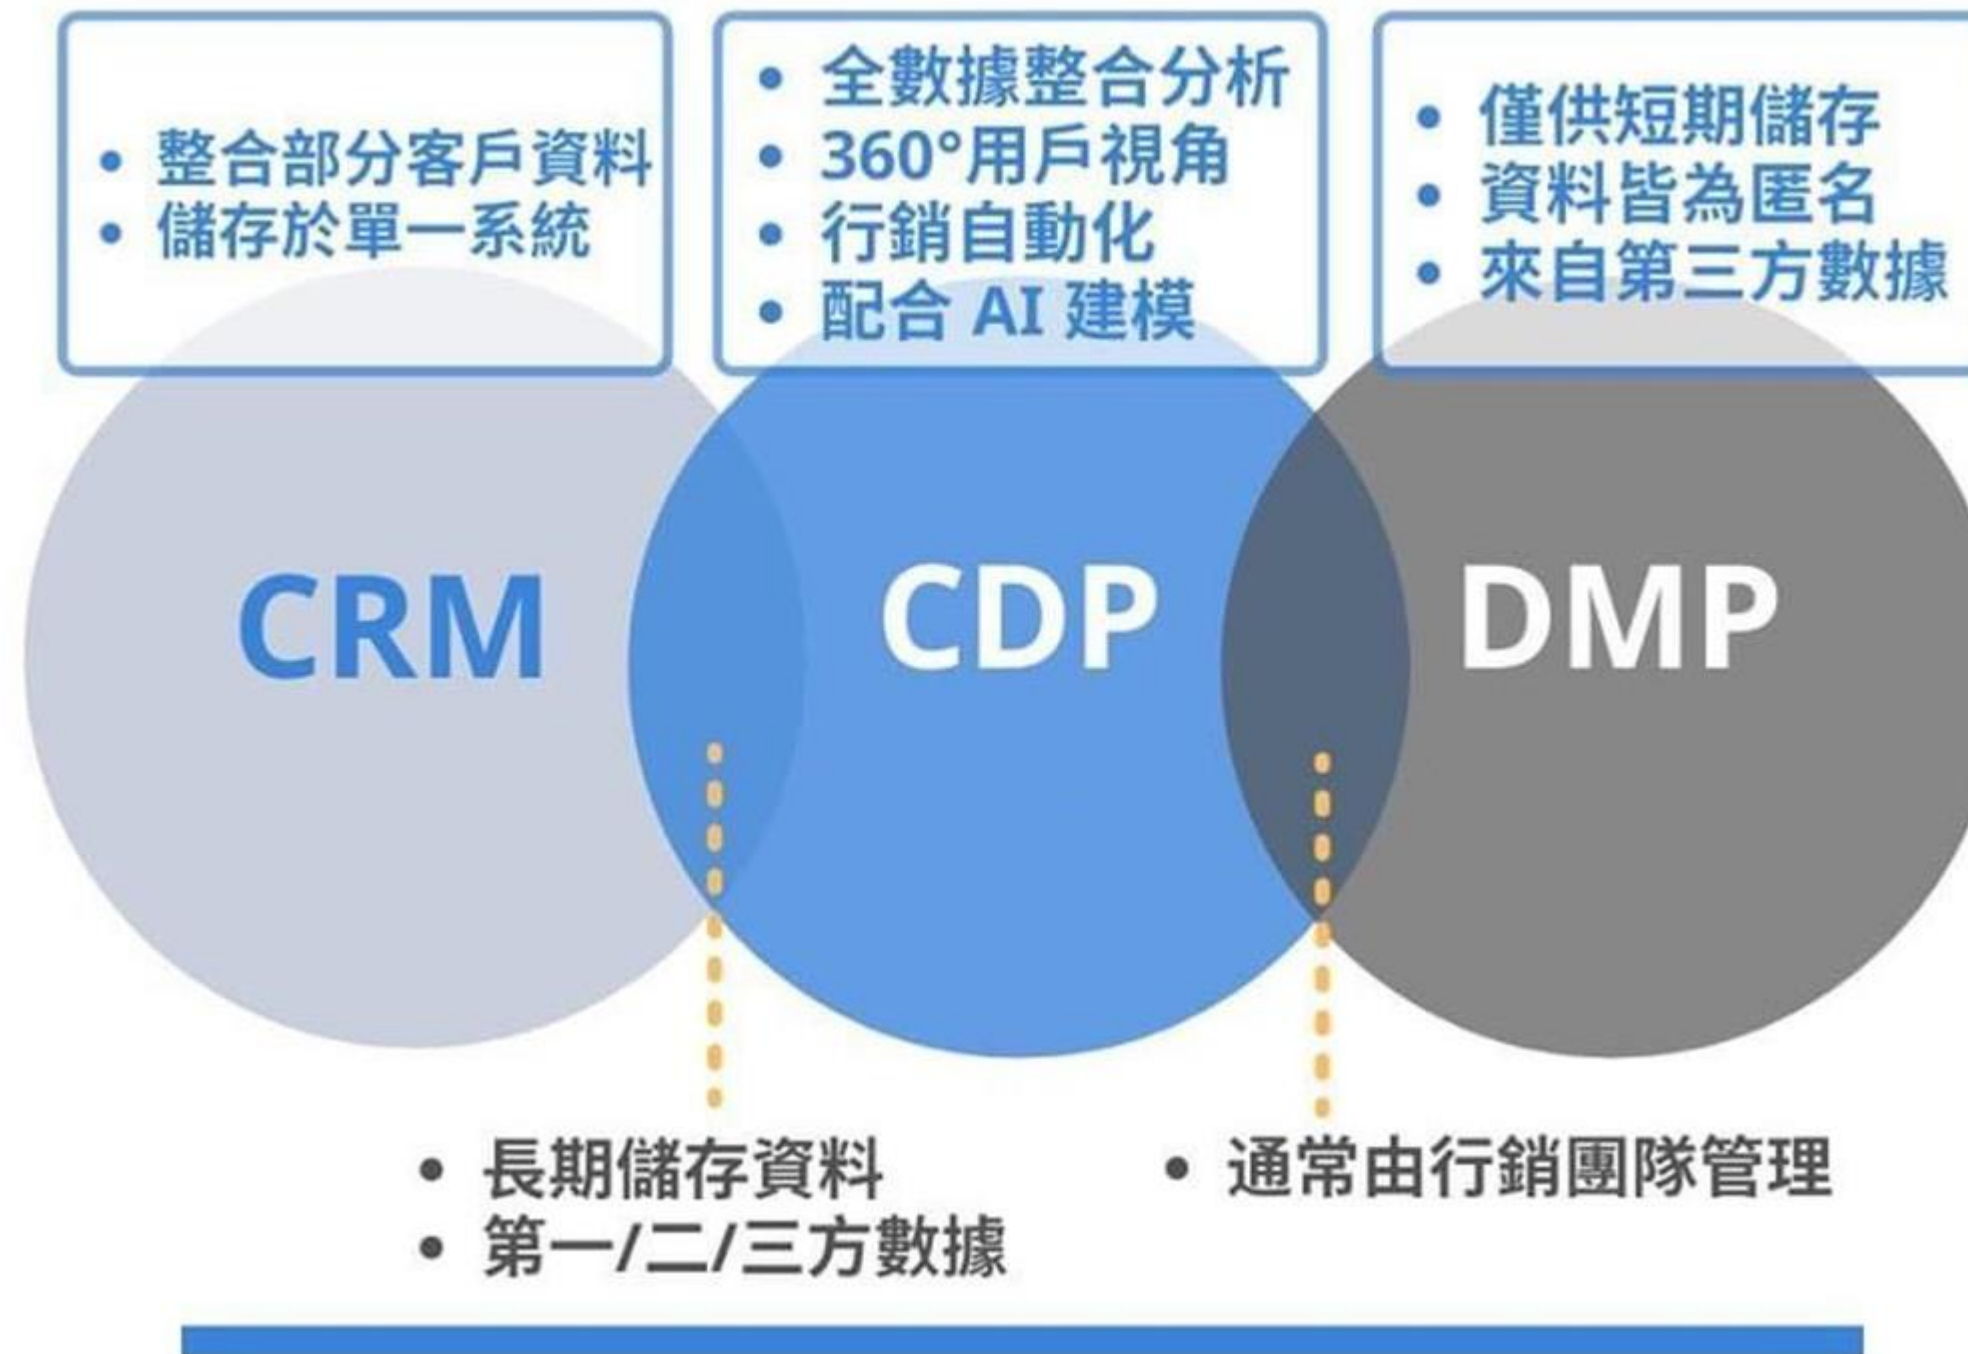 整合部分客戶資料
儲存於單一系統
全數據整合分析
360°用戶視角
行銷自動化
配合 AI 建模
僅供短期儲存
資料皆為匿名
來自第三方數據
CRM
CDP
DMP
長期儲存資料
第一/二/三方數據
通常由行銷團隊管理